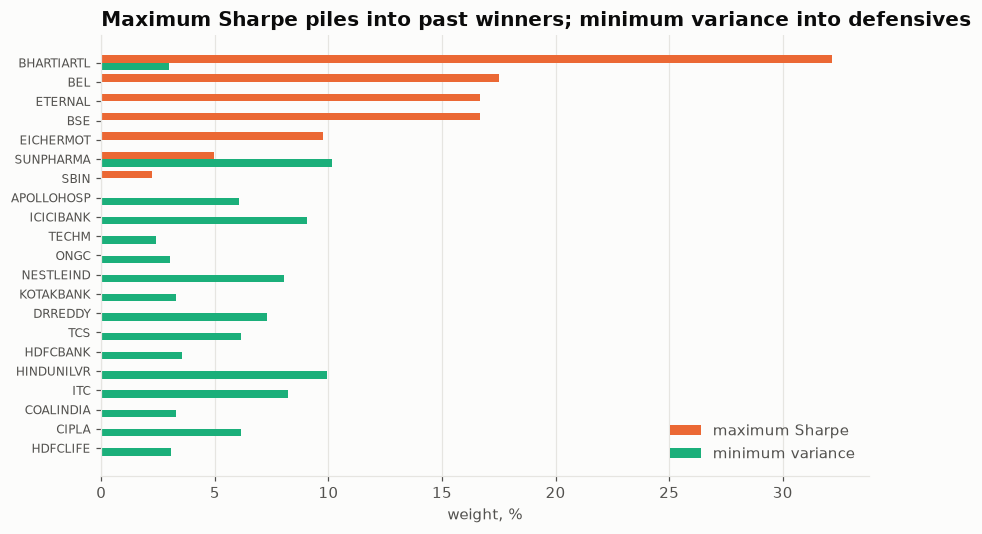 Maximum Sharpe piles into past winners; minimum variance into defensives
BHARTIARTL
BEL
ETERNAL
BSE
EICHERMOT
SUNPHARMA
SBIN
APOLLOHOSP
ICICIBANK
TECHM
ONGC
NESTLEIND
KOTAKBANK
DRREDDY
TCS
HDFCBANK
HINDUNILVR
ITC
COALINDIA
CIPLA
HDFCLIFE
maximum Sharpe
minimum variance
0 5 10 15 20 25 30
weight, %